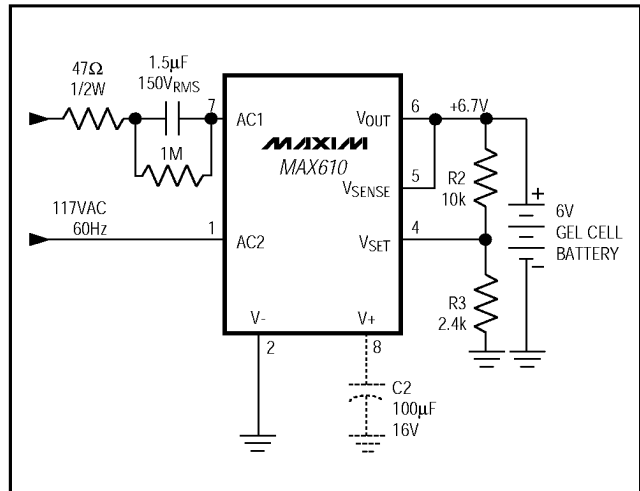 47Ω
1/2W
1.5µF
150VRMS
1M
117VAC
60Hz
7
AC1
1
AC2
MAXIM
MAX610
VOUT
6
+6.7V
VSENSE
5
VSET
4
V-
2
V+
8
R2
10k
R3
2.4k
+
6V
GEL CELL
BATTERY
−
C2
100µF
16V